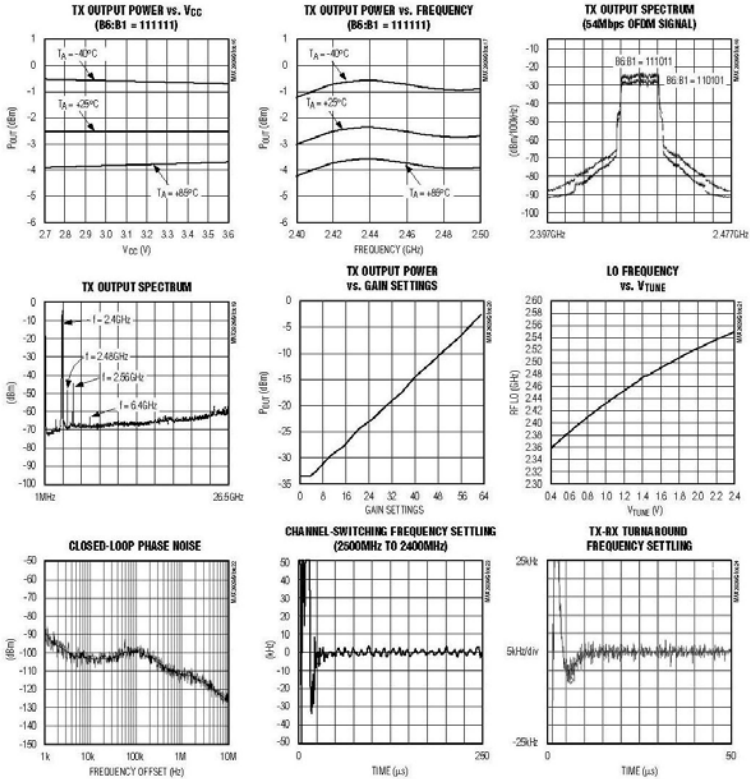 TX OUTPUT POWER vs. VCC
(B6:B1 = 111111)
POUT (dBm)
1
0
-1
-2
-3
-4
-5
-6
TA = -40°C
TA = +25°C
TA = +85°C
2.7 2.8 2.9 3.0 3.1 3.2 3.3 3.4 3.5 3.6
VCC (V)
TX OUTPUT POWER vs. FREQUENCY
(B6:B1 = 111111)
POUT (dBm)
1
0
-1
-2
-3
-4
-5
-6
TA = -40°C
TA = +25°C
TA = +85°C
2.40 2.42 2.44 2.46 2.48 2.50
FREQUENCY (GHz)
TX OUTPUT SPECTRUM
(54Mbps OFDM SIGNAL)
(dBm/100kHz)
-10
-20
-30
-40
-50
-60
-70
-80
-90
-100
B6:B1 = 111011
B6:B1 = 110101
2.397GHz 2.477GHz
TX OUTPUT SPECTRUM
(dBm)
0
-10
-20
-30
-40
-50
-60
-70
-80
-90
-100
f = 2.4GHz
f = 2.48GHz
f = 2.56GHz
f = 6.4GHz
1MHz 26.5GHz
TX OUTPUT POWER
vs. GAIN SETTINGS
POUT (dBm)
0
-5
-10
-15
-20
-25
-30
-35
0 8 16 24 32 40 48 56 64
GAIN SETTINGS
LO FREQUENCY
vs. VTUNE
RF LO (GHz)
2.60
2.58
2.56
2.54
2.52
2.50
2.48
2.46
2.44
2.42
2.40
2.38
2.36
2.34
2.32
2.30
0.4 0.6 0.8 1.0 1.2 1.4 1.6 1.8 2.0 2.2 2.4
VTUNE (V)
CLOSED-LOOP PHASE NOISE
(dBm)
-50
-60
-70
-80
-90
-100
-110
-120
-130
-140
-150
1k 10k 100k 1M 10M
FREQUENCY OFFSET (Hz)
CHANNEL-SWITCHING FREQUENCY SETTLING
(2500MHz TO 2400MHz)
(kHz)
50
40
30
20
10
0
-10
-20
-30
-40
-50
0 250
TIME (µs)
TX-RX TURNAROUND
FREQUENCY SETTLING
25kHz
5kHz/div
-25kHz
0 50
TIME (µs)